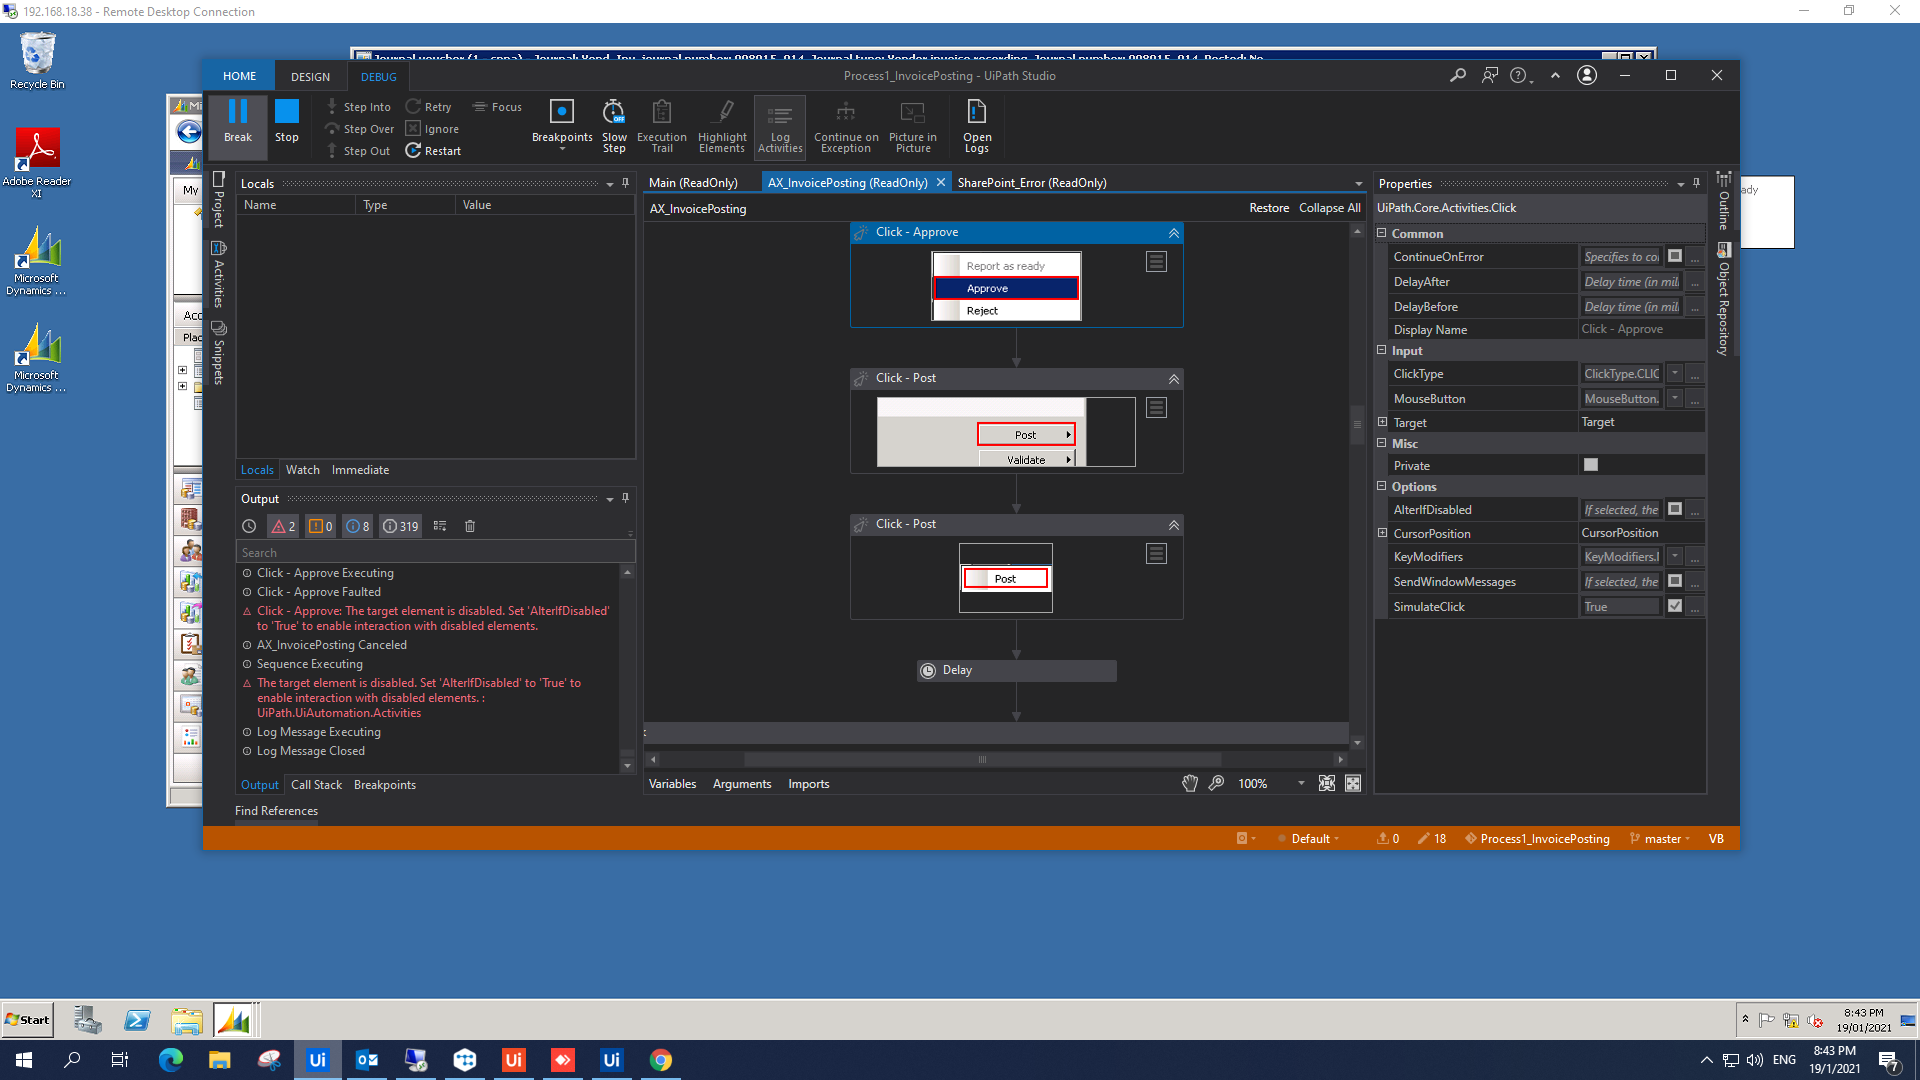 192.168.18.38 - Remote Desktop Connection
Recycle Bin
Adobe Reader
XI
Microsoft
Dynamics ...
Microsoft
Dynamics ...
Journal voucher (1 - sppa) - Journal: Vend_Inv, journal number: 008915_014, Journal type: Vendor invoice recording, Journal number: 008915_014, Posted: No
HOME
DESIGN
DEBUG
Process1_InvoicePosting - UiPath Studio
Break
Stop
Step Into
Step Over
Step Out
Retry
Ignore
Restart
Focus
Breakpoints
Slow
Step
Execution
Trail
Highlight
Elements
Log
Activities
Continue on
Exception
Picture in
Picture
Open
Logs
Mi
My
Acc
Plac
Project
Activities
Snippets
Locals
Name
Type
Value
Locals
Watch
Immediate
Output
2
0
8
319
Search
Click - Approve Executing
Click - Approve Faulted
Click - Approve: The target element is disabled. Set 'AlterIfDisabled'
to 'True' to enable interaction with disabled elements.
AX_InvoicePosting Canceled
Sequence Executing
The target element is disabled. Set 'AlterIfDisabled' to 'True' to
enable interaction with disabled elements. :
UiPath.UiAutomation.Activities
Log Message Executing
Log Message Closed
Output
Call Stack
Breakpoints
Find References
Main (ReadOnly)
AX_InvoicePosting (ReadOnly)
SharePoint_Error (ReadOnly)
AX_InvoicePosting
Restore
Collapse All
Click - Approve
Report as ready
Approve
Reject
Click - Post
Post
Validate
Click - Post
Post
Delay
Variables
Arguments
Imports
100%
Properties
UiPath.Core.Activities.Click
Common
ContinueOnError
Specifies to co
...
DelayAfter
Delay time (in mil
...
DelayBefore
Delay time (in mil
...
Display Name
Click - Approve
Input
ClickType
ClickType.CLIC
...
MouseButton
MouseButton.
...
Target
Target
Misc
Private
Options
AlterIfDisabled
If selected, the
...
CursorPosition
CursorPosition
KeyModifiers
KeyModifiers.
...
SendWindowMessages
If selected, the
...
SimulateClick
True
...
Outline
Object Repository
ady
Default
0
18
Process1_InvoicePosting
master
VB
Start
8:43 PM
19/01/2021
Ui
Ui
Ui
ENG
8:43 PM
19/1/2021
7